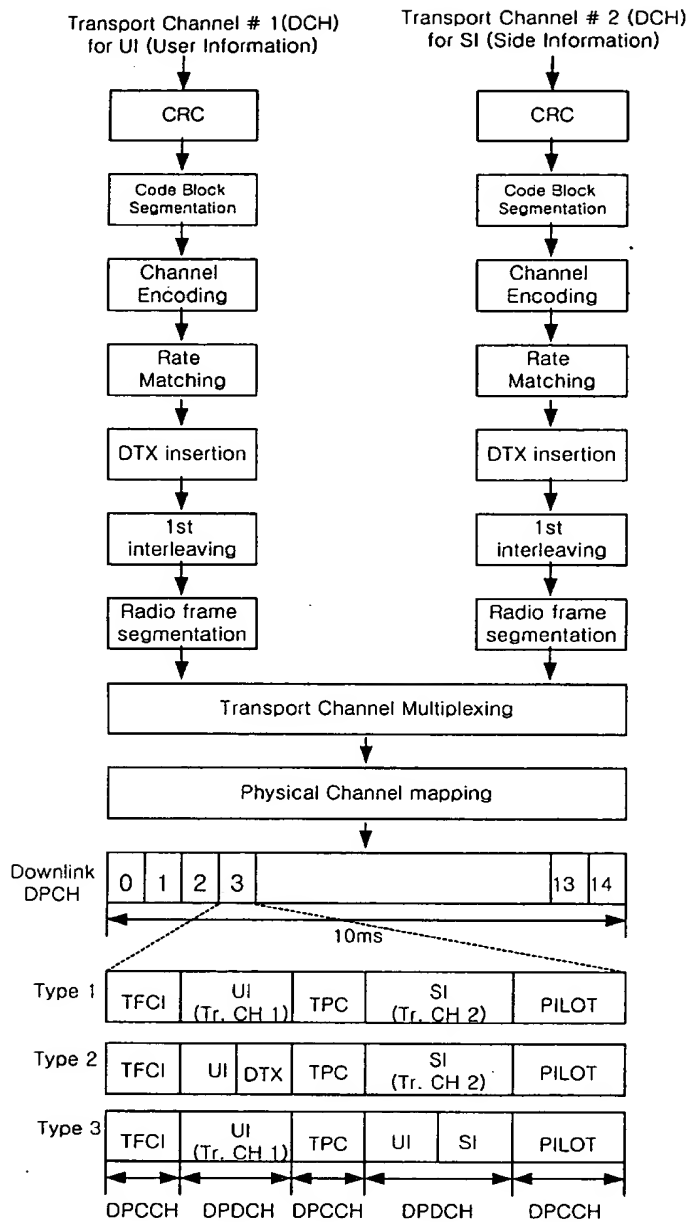 Transport Channel # 1(DCH)
for UI (User Information)
Transport Channel # 2 (DCH)
for SI (Side Information)
CRC
CRC
Code Block
Segmentation
Code Block
Segmentation
Channel
Encoding
Channel
Encoding
Rate
Matching
Rate
Matching
DTX insertion
DTX insertion
1st
interleaving
1st
interleaving
Radio frame
segmentation
Radio frame
segmentation
Transport Channel Multiplexing
Physical Channel mapping
Downlink
DPCH
0 1 2 3 13 14
10ms
Type 1
TFCI
UI
(Tr. CH 1)
TPC
SI
(Tr. CH 2)
PILOT
Type 2
TFCI
UI
DTX
TPC
SI
(Tr. CH 2)
PILOT
Type 3
TFCI
UI
(Tr. CH 1)
TPC
UI
SI
PILOT
DPCCH DPDCH DPCCH DPDCH DPCCH